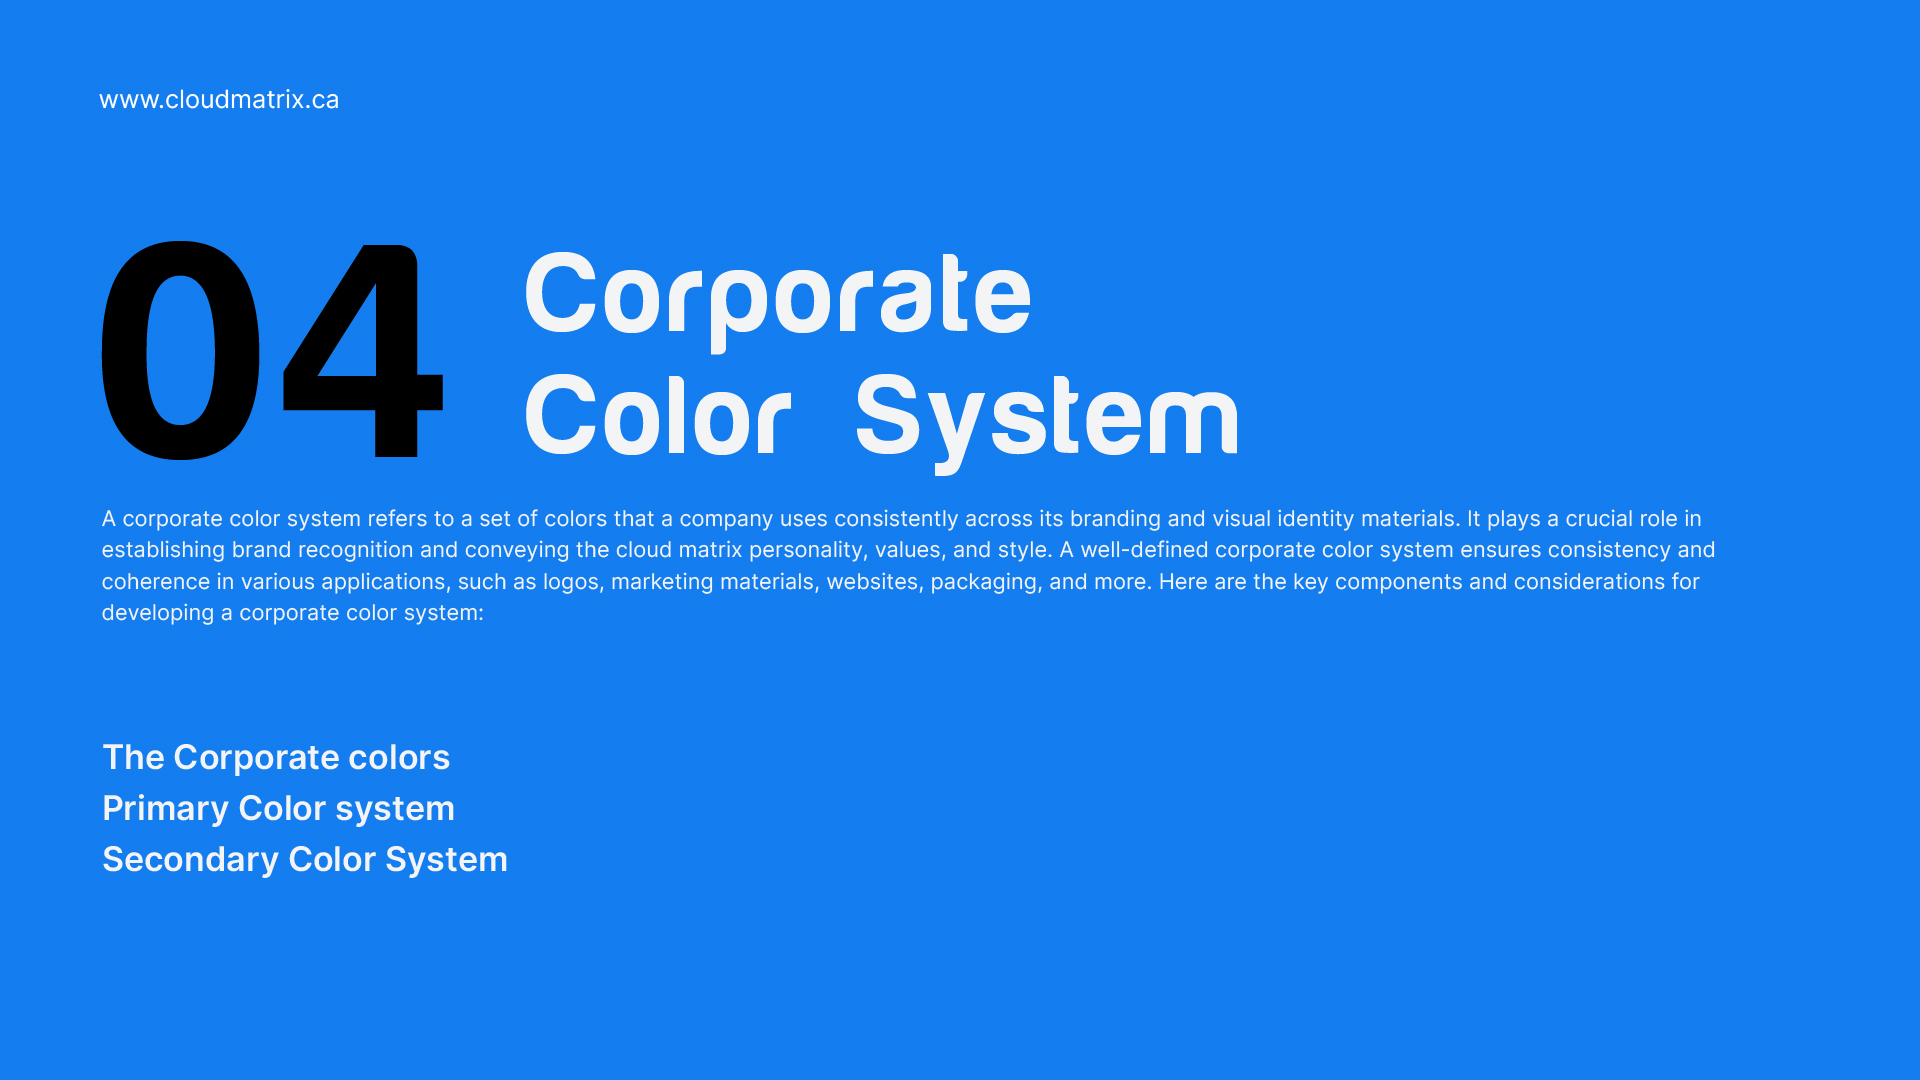 www.cloudmatrix.ca
04
Corporate
Color System
A corporate color system refers to a set of colors that a company uses consistently across its branding and visual identity materials. It plays a crucial role in
establishing brand recognition and conveying the cloud matrix personality, values, and style. A well-defined corporate color system ensures consistency and
coherence in various applications, such as logos, marketing materials, websites, packaging, and more. Here are the key components and considerations for
developing a corporate color system:
The Corporate colors
Primary Color system
Secondary Color System